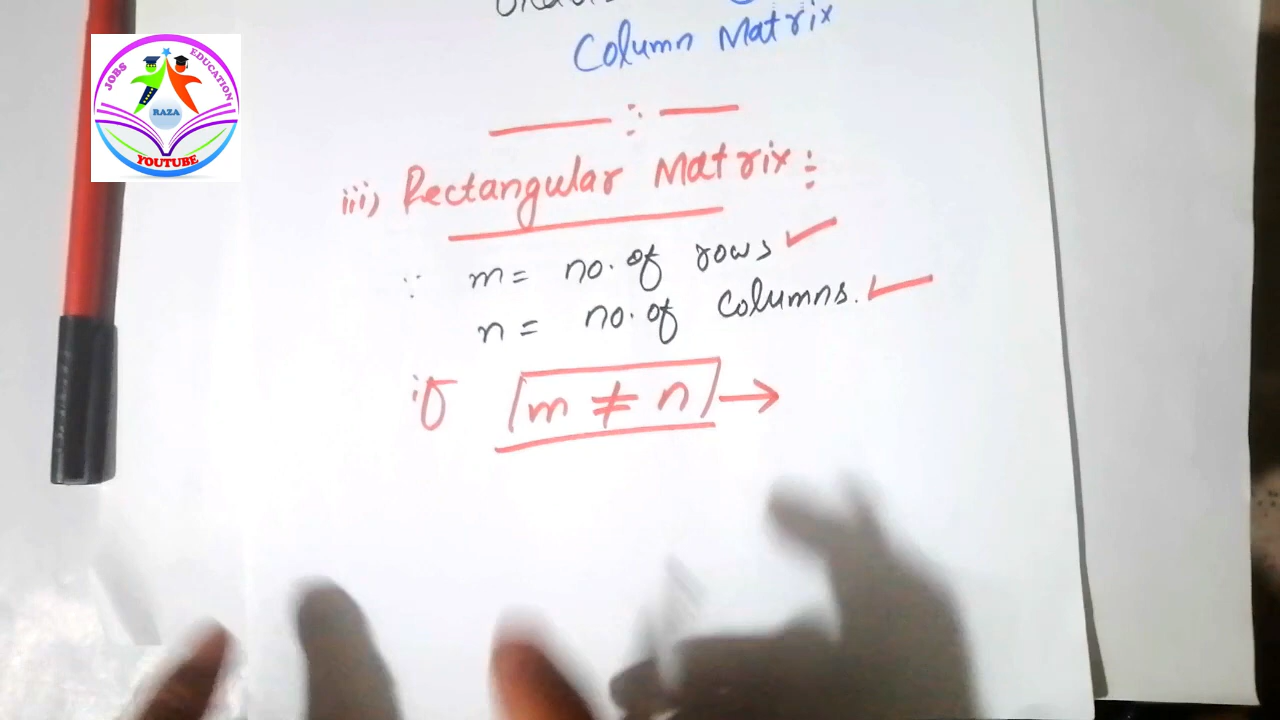 Column Matrix
iii) Rectangular Matrix:
∵ m = no. of rows ✓
n = no. of columns. ✓
if m ≠ n →
JOBS
EDUCATION
RAZA
YOUTUBE